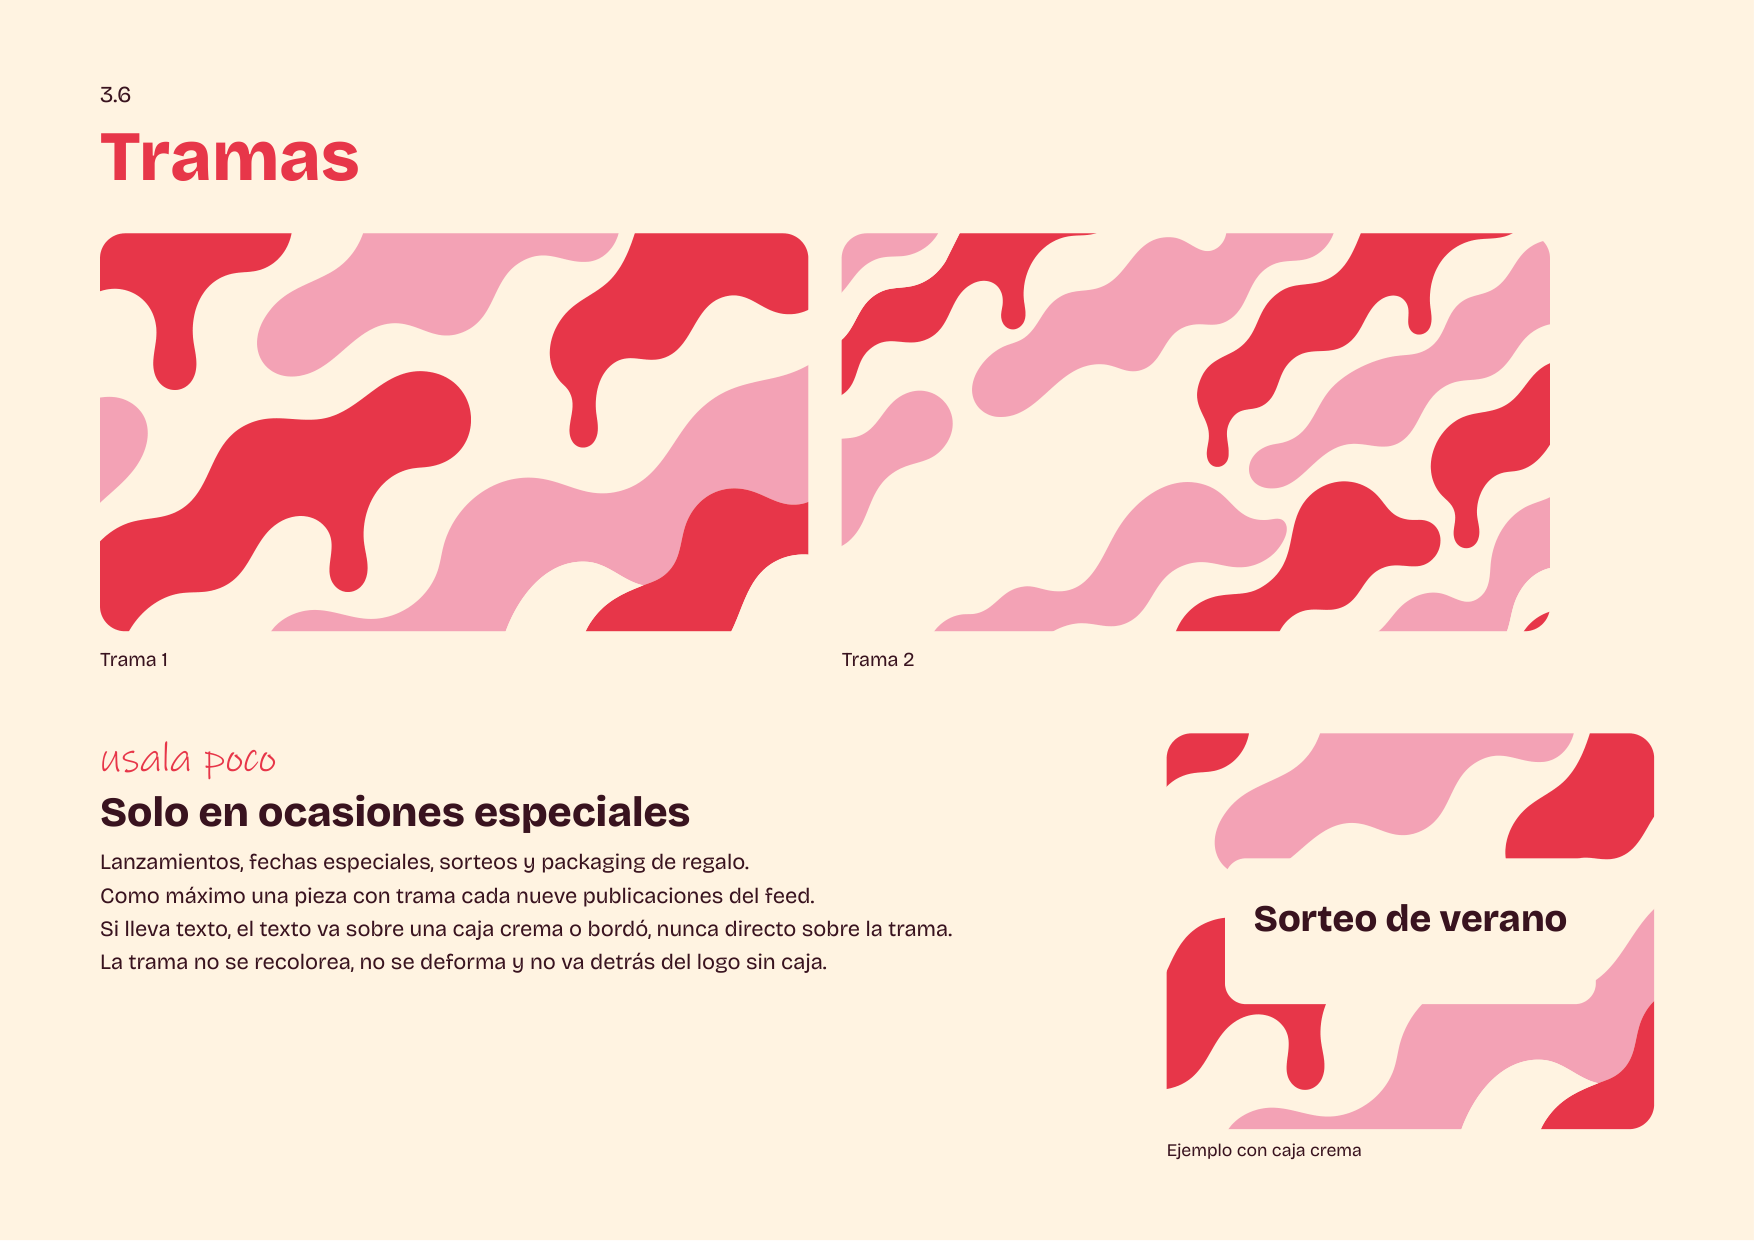 3.6
Tramas
Trama 1
Trama 2
usala poco
Solo en ocasiones especiales
Lanzamientos, fechas especiales, sorteos y packaging de regalo.
Como máximo una pieza con trama cada nueve publicaciones del feed.
Si lleva texto, el texto va sobre una caja crema o bordó, nunca directo sobre la trama.
La trama no se recolorea, no se deforma y no va detrás del logo sin caja.
Sorteo de verano
Ejemplo con caja crema